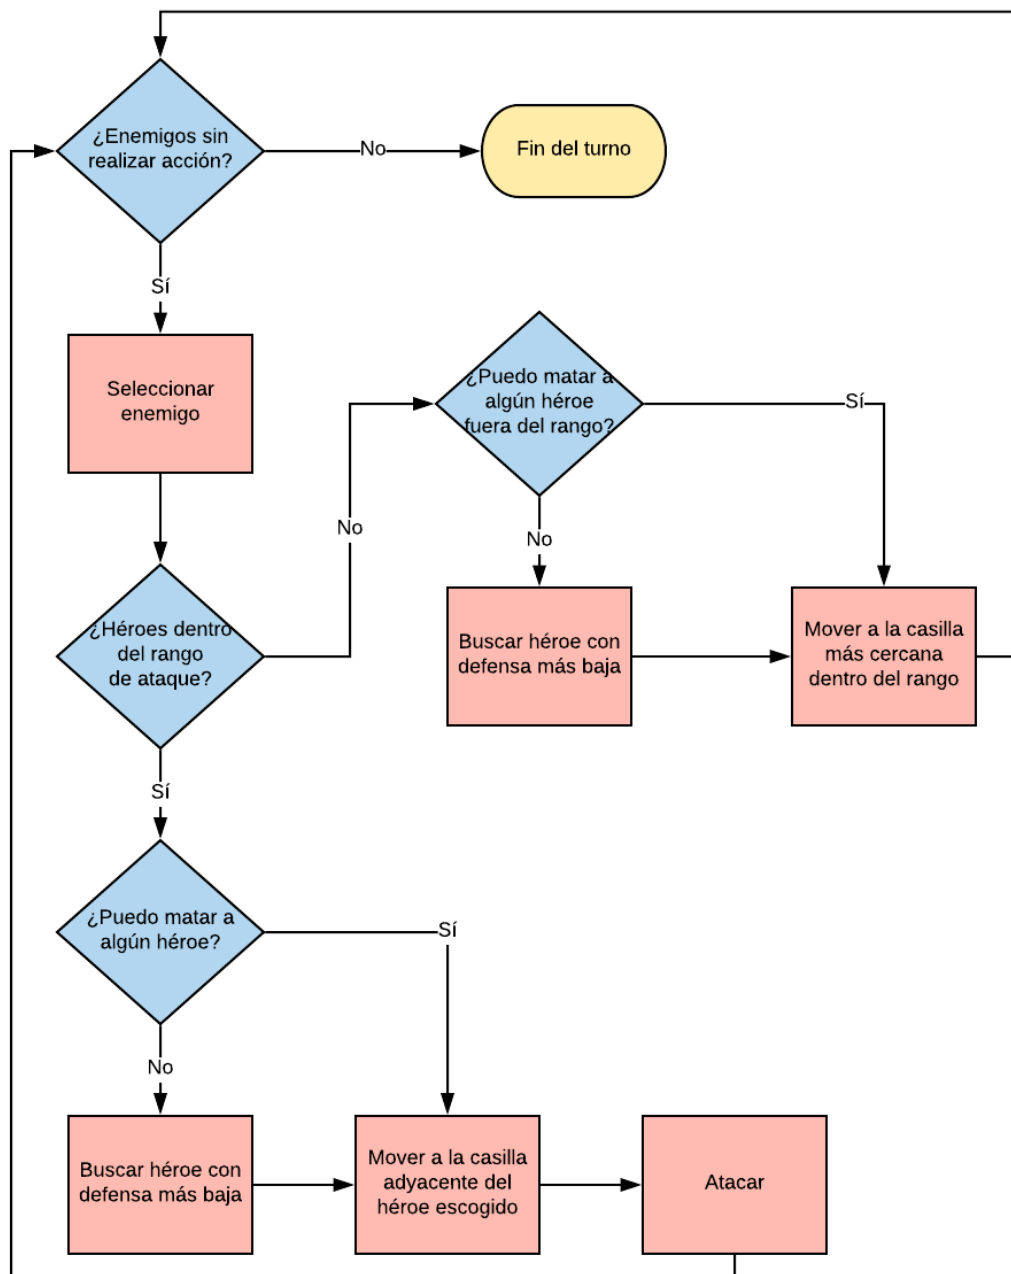 ¿Enemigos sin
realizar acción?
No
Fin del turno
Sí
Seleccionar
enemigo
¿Puedo matar a
algún héroe
fuera del rango?
Sí
No
No
¿Héroes dentro
del rango
de ataque?
Buscar héroe con
defensa más baja
Mover a la casilla
más cercana
dentro del rango
Sí
¿Puedo matar a
algún héroe?
Sí
No
Buscar héroe con
defensa más baja
Mover a la casilla
adyacente del
héroe escogido
Atacar